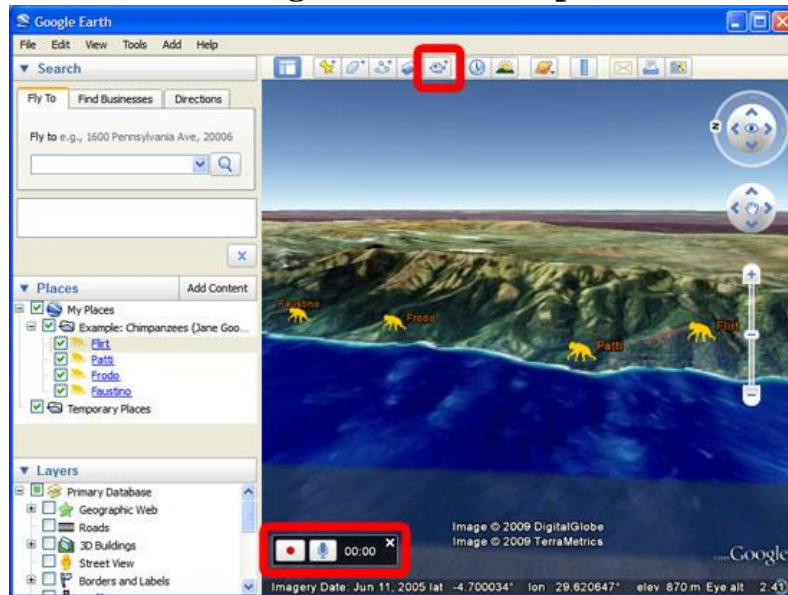 Google Earth
File Edit View Tools Add Help
Search
Fly To Find Businesses Directions
Fly to e.g., 1600 Pennsylvania Ave, 20006
Places Add Content
My Places
Example: Chimpanzees (Jane Goo...
Flirt
Patti
Frodo
Faustino
Temporary Places
Layers
Primary Database
Geographic Web
Roads
3D Buildings
Street View
Borders and Labels
Faustino
Frodo
Patti
Flirt
N
00:00
Image © 2009 DigitalGlobe
Image © 2009 TerraMetrics
Google
Imagery Date: Jun 11, 2005 lat -4.700034° lon 29.620647° elev 870 m Eye alt 2.41